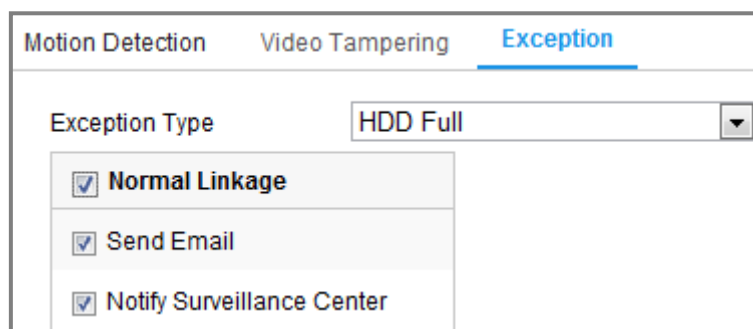 Motion Detection Video Tampering Exception
Exception Type HDD Full
Normal Linkage
Send Email
Notify Surveillance Center